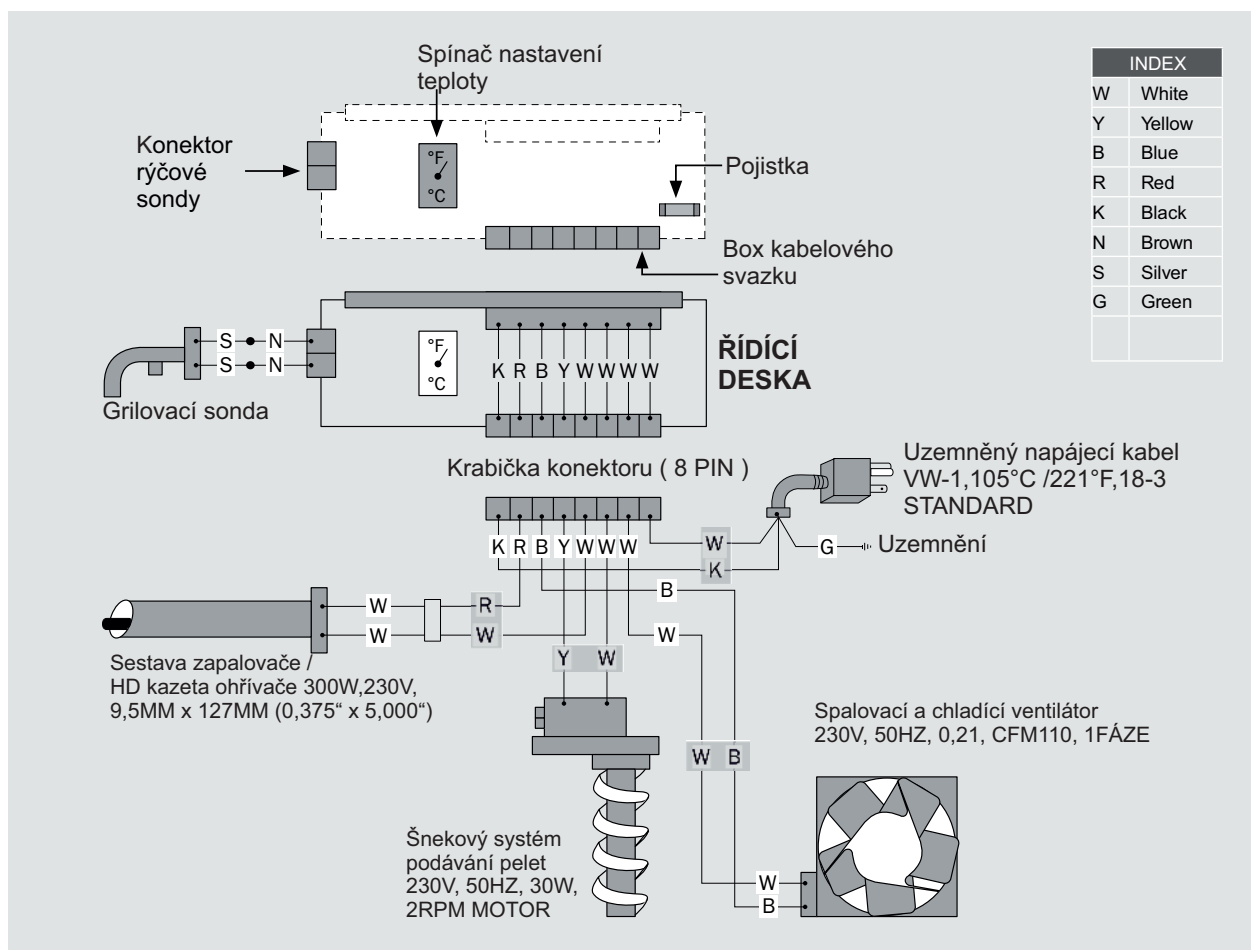 Spínač nastavení
teploty
Konektor
rýčové
sondy
°F
°C
Pojistka
Box kabelového
svazku
INDEX
W White
Y Yellow
B Blue
R Red
K Black
N Brown
S Silver
G Green
S N
S N
Grilovací sonda
°F
°C
K R B Y W W W W
ŘÍDÍCÍ
DESKA
Krabička konektoru ( 8 PIN )
Uzemněný napájecí kabel
VW-1,105°C /221°F,18-3
STANDARD
K R B Y W W W
W
K
G Uzemnění
B
W
W R
W W
Y W
Sestava zapalovače /
HD kazeta ohřívače 300W,230V,
9,5MM x 127MM (0,375“ x 5,000“)
W B
Spalovací a chladící ventilátor
230V, 50HZ, 0,21, CFM110, 1FÁZE
Šnekový systém
podávání pelet
230V, 50HZ, 30W,
2RPM MOTOR
W
B